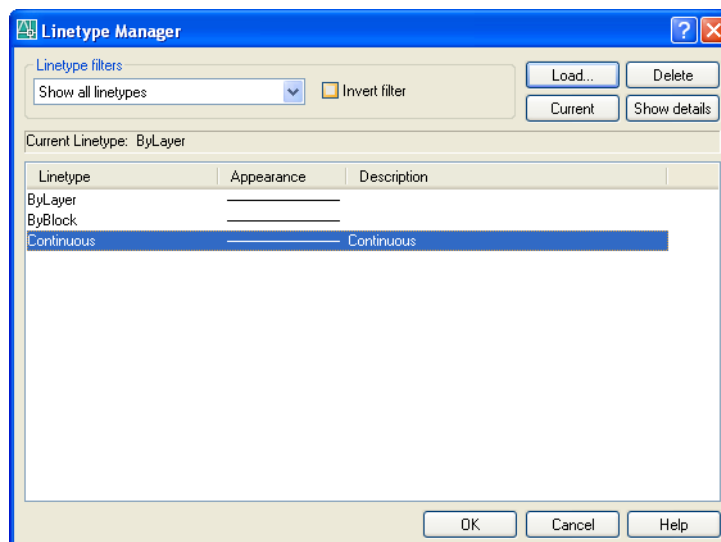 Linetype Manager
Linetype filters
Show all linetypes
Invert filter
Load...
Delete
Current
Show details
Current Linetype: ByLayer
Linetype Appearance Description
ByLayer
ByBlock
Continuous Continuous
OK Cancel Help